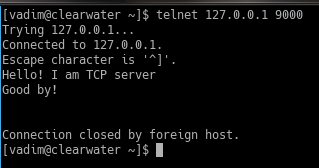 [vadim@clearwater ~]$ telnet 127.0.0.1 9000
Trying 127.0.0.1...
Connected to 127.0.0.1.
Escape character is '^]'.
Hello! I am TCP server
Good by!
Connection closed by foreign host.
[vadim@clearwater ~]$